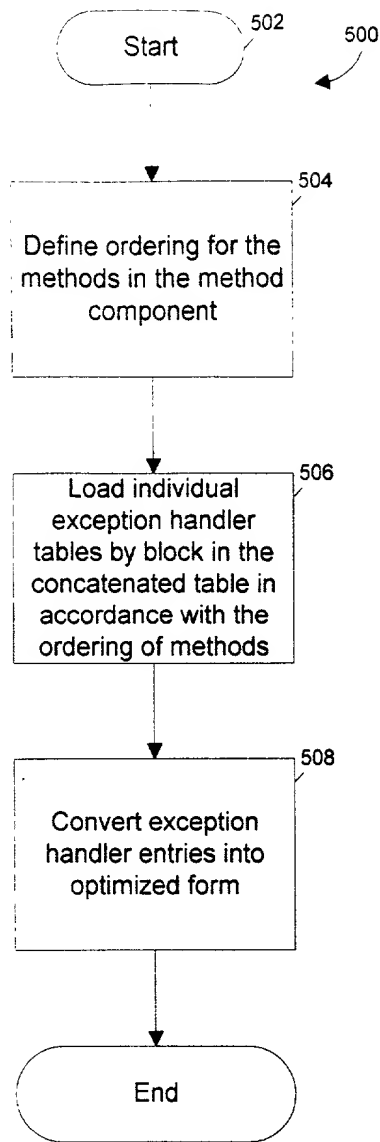 Start
502
500
504
Define ordering for the
methods in the method
component
506
Load individual
exception handler
tables by block in the
concatenated table in
accordance with the
ordering of methods
508
Convert exception
handler entries into
optimized form
End